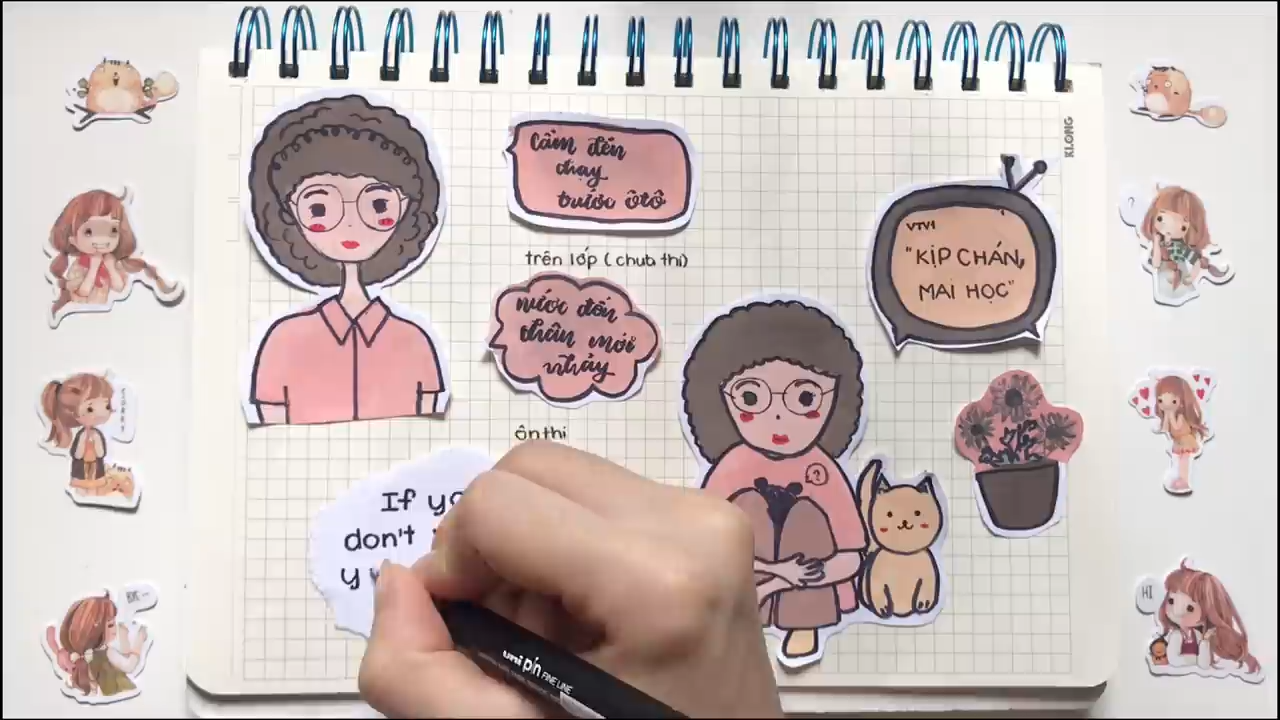 Cầm đèn
chạy
trước ôtô
trên lớp (chưa thi)
nước đến
chân mới
nhảy
ôn thi
VTV1
"KỊP CHÁN,
MAI HỌC"
If yo
don't
y
?
KLONG
uni pin FINE LINE
?
HI